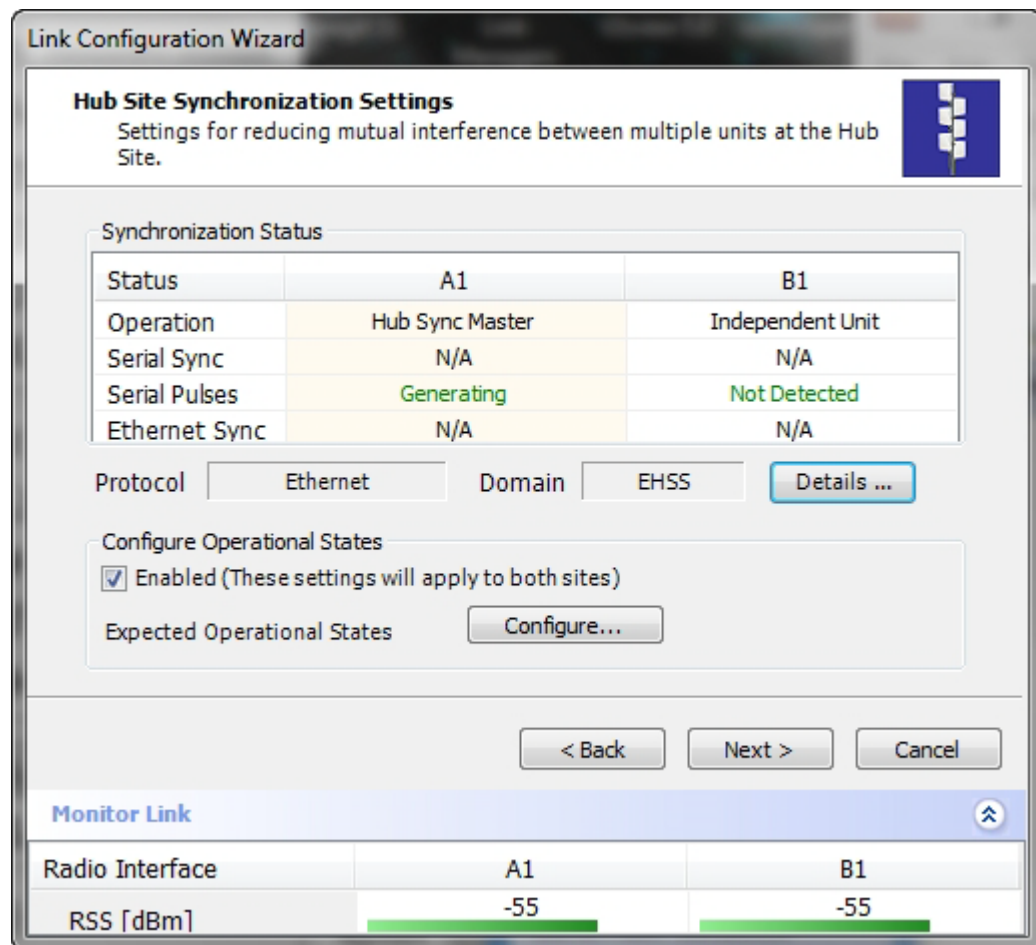 Link Configuration Wizard
Hub Site Synchronization Settings
Settings for reducing mutual interference between multiple units at the Hub
Site.
Synchronization Status
Status A1 B1
Operation Hub Sync Master Independent Unit
Serial Sync N/A N/A
Serial Pulses Generating Not Detected
Ethernet Sync N/A N/A
Protocol Ethernet Domain EHSS Details ...
Configure Operational States
Enabled (These settings will apply to both sites)
Expected Operational States Configure...
< Back Next > Cancel
Monitor Link
Radio Interface A1 B1
RSS [dBm] -55 -55